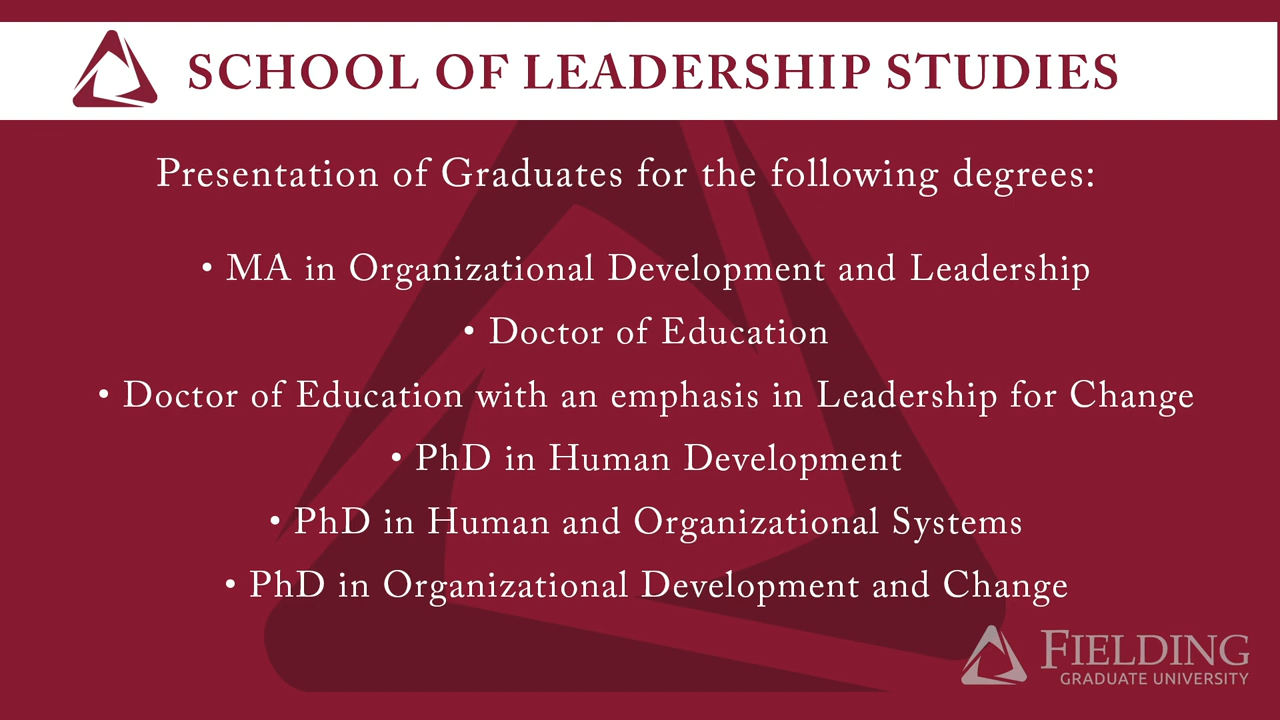 SCHOOL OF LEADERSHIP STUDIES
Presentation of Graduates for the following degrees:
• MA in Organizational Development and Leadership
• Doctor of Education
• Doctor of Education with an emphasis in Leadership for Change
• PhD in Human Development
• PhD in Human and Organizational Systems
• PhD in Organizational Development and Change
FIELDING
GRADUATE UNIVERSITY